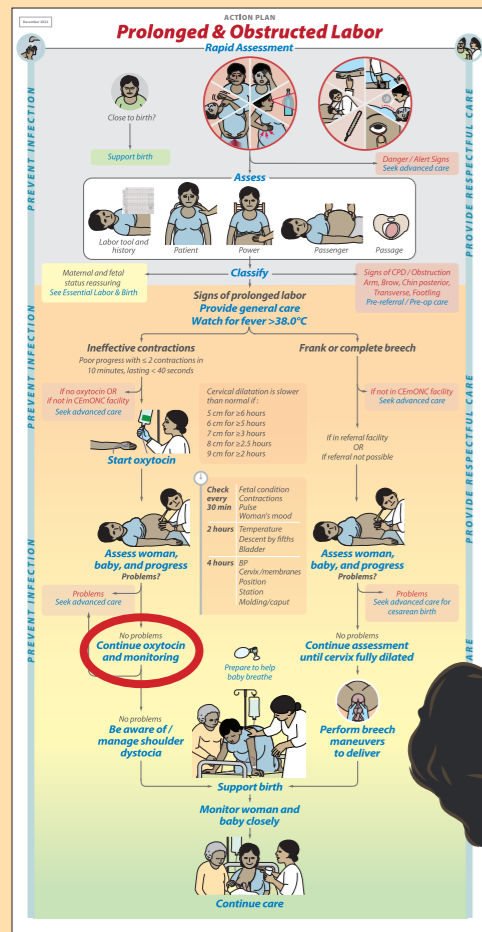 December 2023
ACTION PLAN
Prolonged & Obstructed Labor
Rapid Assessment
PREVENT INFECTION
PROVIDE RESPECTFUL CARE
Close to birth?
Support birth
Danger / Alert Signs
Seek advanced care
Assess
Labor tool and
history
Patient
Power
Passenger
Passage
Maternal and fetal
status reassuring
See Essential Labor & Birth
Classify
Signs of CPD / Obstruction
Arm, Brow, Chin posterior,
Transverse, Footling
Pre-referral / Pre-op care
Signs of prolonged labor
Provide general care
Watch for fever >38.0°C
PREVENT INFECTION
PROVIDE RESPECTFUL CARE
Ineffective contractions
Poor progress with ≤ 2 contractions in
10 minutes, lasting < 40 seconds
Frank or complete breech
If no oxytocin OR
if not in CEmONC facility
Seek advanced care
Cervical dilatation is slower
than normal if :
5 cm for ≥6 hours
6 cm for ≥5 hours
7 cm for ≥3 hours
8 cm for ≥2.5 hours
9 cm for ≥2 hours
If not in CEmONC facility
Seek advanced care
Start oxytocin
If in referral facility
OR
If referral not possible
Check
every
30 min
Fetal condition
Contractions
Pulse
Woman's mood
2 hours
Temperature
Descent by fifths
Bladder
4 hours
BP
Cervix/membranes
Position
Station
Molding/caput
Assess woman,
baby, and progress
Problems?
Assess woman,
baby, and progress
Problems?
PREVENT INFECTION
CARE
Problems
Seek advanced care
Problems
Seek advanced care for
cesarean birth
No problems
Continue oxytocin
and monitoring
Prepare to help
baby breathe
No problems
Continue assessment
until cervix fully dilated
No problems
Be aware of /
manage shoulder
dystocia
Perform breech
maneuvers
to deliver
Support birth
Monitor woman and
baby closely
Continue care